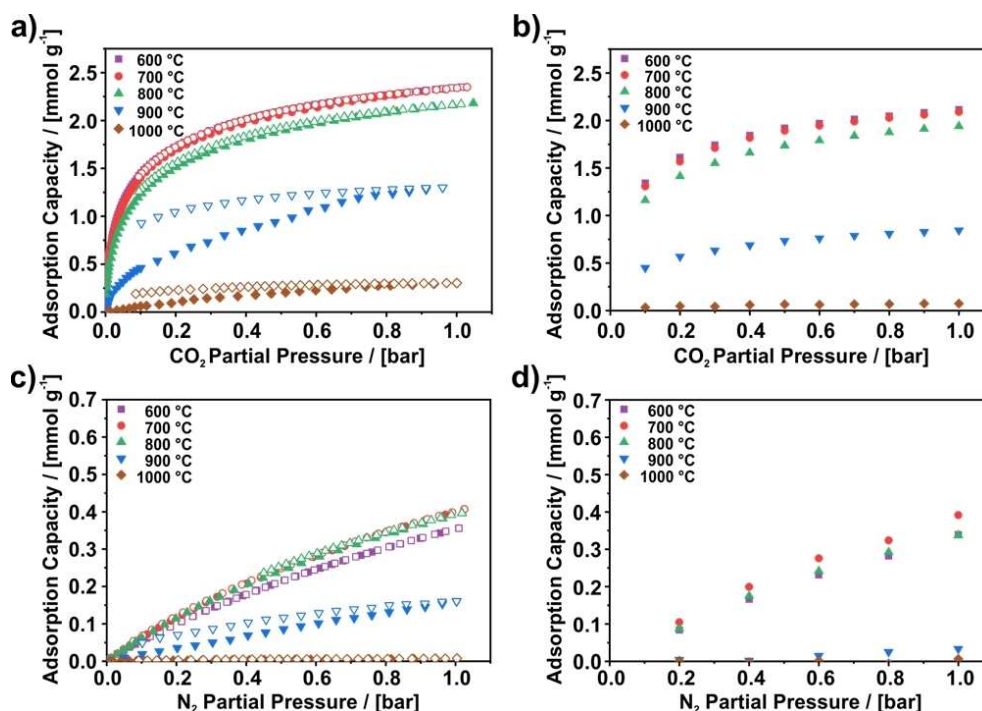 a)
Adsorption Capacity / [mmol g⁻¹]
2.5
2.0
1.5
1.0
0.5
0.0
600 °C
700 °C
800 °C
900 °C
1000 °C
0.0 0.2 0.4 0.6 0.8 1.0
CO₂ Partial Pressure / [bar]
b)
Adsorption Capacity / [mmol g⁻¹]
2.5
2.0
1.5
1.0
0.5
0.0
600 °C
700 °C
800 °C
900 °C
1000 °C
0.0 0.2 0.4 0.6 0.8 1.0
CO₂ Partial Pressure / [bar]
c)
Adsorption Capacity / [mmol g⁻¹]
0.7
0.6
0.5
0.4
0.3
0.2
0.1
0.0
600 °C
700 °C
800 °C
900 °C
1000 °C
0.0 0.2 0.4 0.6 0.8 1.0
N₂ Partial Pressure / [bar]
d)
Adsorption Capacity / [mmol g⁻¹]
0.7
0.6
0.5
0.4
0.3
0.2
0.1
0.0
600 °C
700 °C
800 °C
900 °C
1000 °C
0.0 0.2 0.4 0.6 0.8 1.0
N₂ Partial Pressure / [bar]